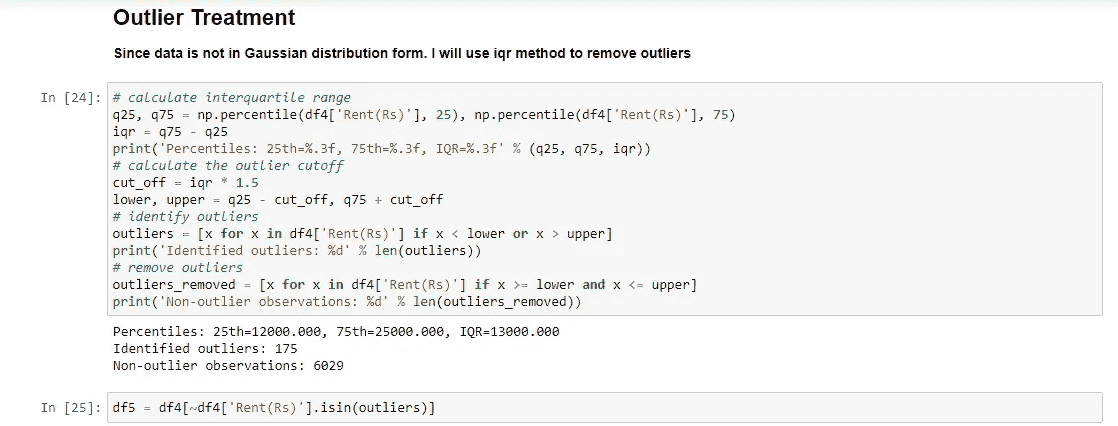 Outlier Treatment
Since data is not in Gaussian distribution form. I will use iqr method to remove outliers
In [24]: # calculate interquartile range
q25, q75 = np.percentile(df4['Rent(Rs)'], 25), np.percentile(df4['Rent(Rs)'], 75)
iqr = q75 - q25
print('Percentiles: 25th=%.3f, 75th=%.3f, IQR=%.3f' % (q25, q75, iqr))
# calculate the outlier cutoff
cut_off = iqr * 1.5
lower, upper = q25 - cut_off, q75 + cut_off
# identify outliers
outliers = [x for x in df4['Rent(Rs)'] if x < lower or x > upper]
print('Identified outliers: %d' % len(outliers))
# remove outliers
outliers_removed = [x for x in df4['Rent(Rs)'] if x >= lower and x <= upper]
print('Non-outlier observations: %d' % len(outliers_removed))
Percentiles: 25th=12000.000, 75th=25000.000, IQR=13000.000
Identified outliers: 175
Non-outlier observations: 6029
In [25]: df5 = df4[~df4['Rent(Rs)'].isin(outliers)]